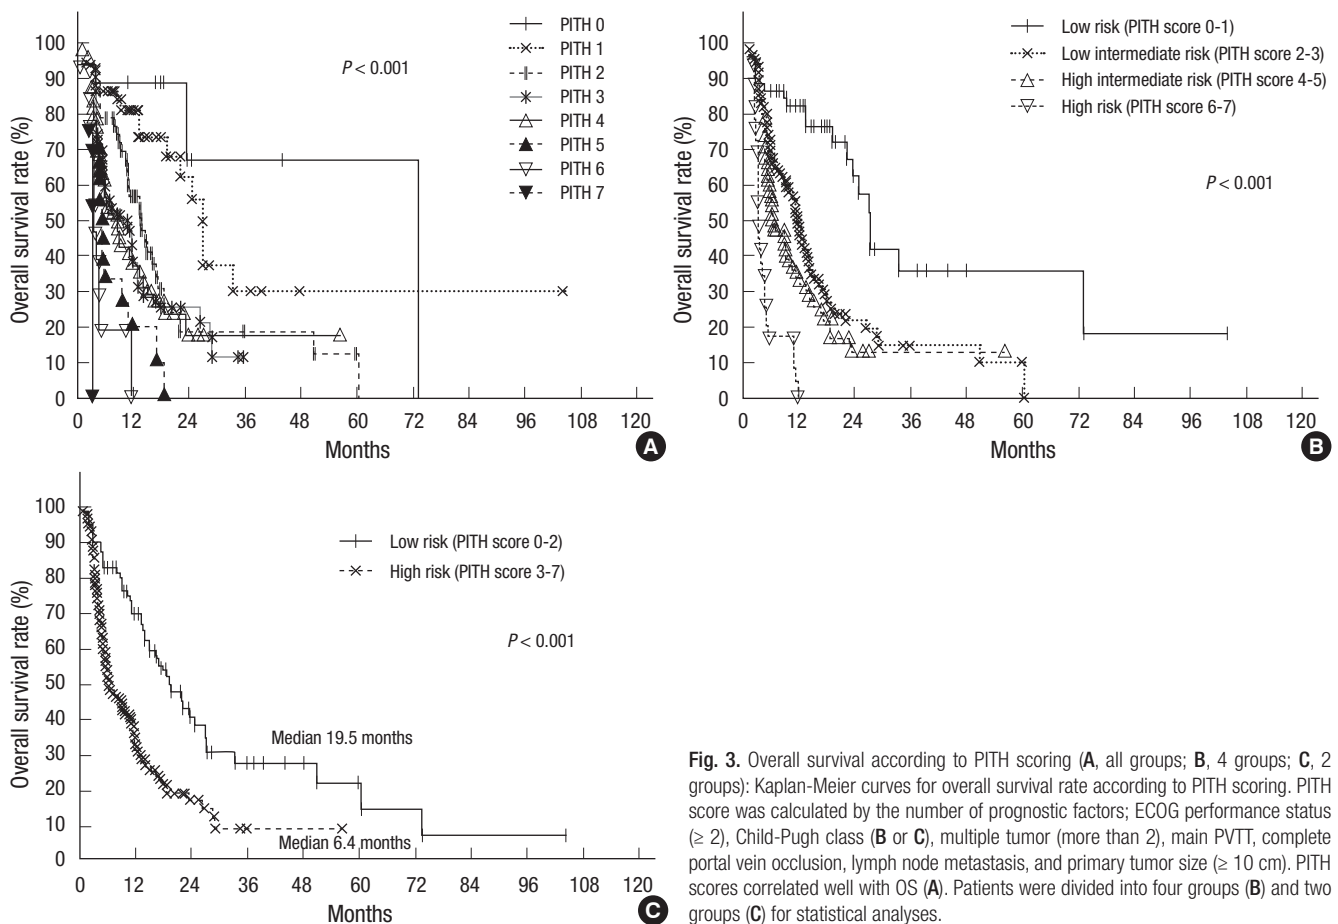 PITH 0
PITH 1
PITH 2
PITH 3
PITH 4
PITH 5
PITH 6
PITH 7
P < 0.001
Overall survival rate (%)
100
90
80
70
60
50
40
30
20
10
0
0 12 24 36 48 60 72 84 96 108 120
Months
A
Low risk (PITH score 0-1)
Low intermediate risk (PITH score 2-3)
High intermediate risk (PITH score 4-5)
High risk (PITH score 6-7)
P < 0.001
Overall survival rate (%)
100
90
80
70
60
50
40
30
20
10
0
0 12 24 36 48 60 72 84 96 108 120
Months
B
Low risk (PITH score 0-2)
High risk (PITH score 3-7)
P < 0.001
Overall survival rate (%)
100
90
80
70
60
50
40
30
20
10
0
Median 19.5 months
Median 6.4 months
0 12 24 36 48 60 72 84 96 108 120
Months
C
Fig. 3. Overall survival according to PITH scoring (A, all groups; B, 4 groups; C, 2
groups): Kaplan-Meier curves for overall survival rate according to PITH scoring. PITH
score was calculated by the number of prognostic factors; ECOG performance status
(≥ 2), Child-Pugh class (B or C), multiple tumor (more than 2), main PVTT, complete
portal vein occlusion, lymph node metastasis, and primary tumor size (≥ 10 cm). PITH
scores correlated well with OS (A). Patients were divided into four groups (B) and two
groups (C) for statistical analyses.